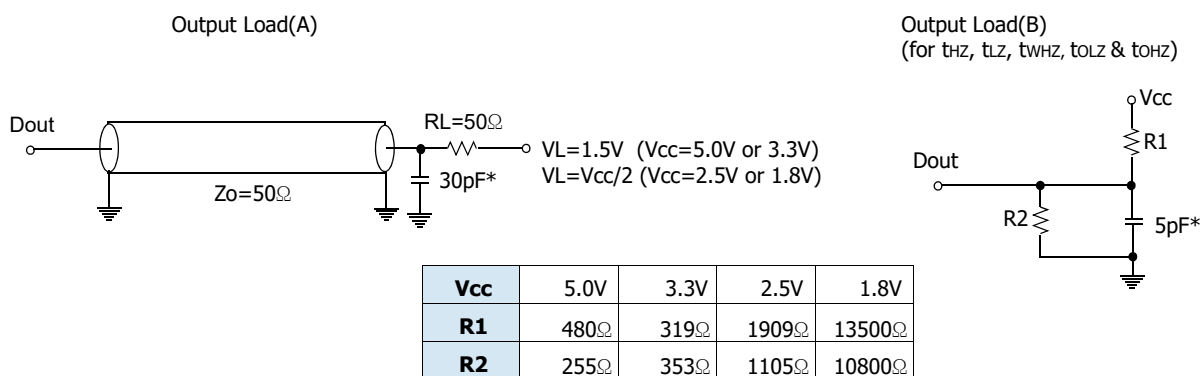 Output Load(A)
Output Load(B)
(for tHZ, tLZ, tWHZ, tOLZ & tOHZ)
Dout
Zo=50Ω
RL=50Ω
30pF*
VL=1.5V (Vcc=5.0V or 3.3V)
VL=Vcc/2 (Vcc=2.5V or 1.8V)
Vcc
R1
Dout
R2
5pF*
Vcc 5.0V 3.3V 2.5V 1.8V
R1 480Ω 319Ω 1909Ω 13500Ω
R2 255Ω 353Ω 1105Ω 10800Ω